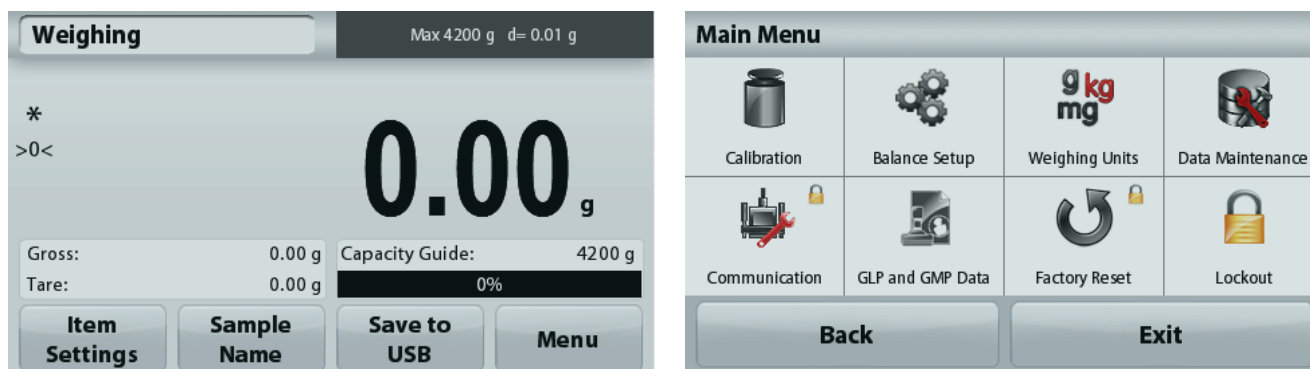 Weighing
Max 4200 g d= 0.01 g
*
>0<
0.00 g
Gross: 0.00 g
Tare: 0.00 g
Capacity Guide: 4200 g
0%
Item Settings
Sample Name
Save to USB
Menu
Main Menu
g kg
mg
Calibration
Balance Setup
Weighing Units
Data Maintenance
Communication
GLP and GMP Data
Factory Reset
Lockout
Back
Exit